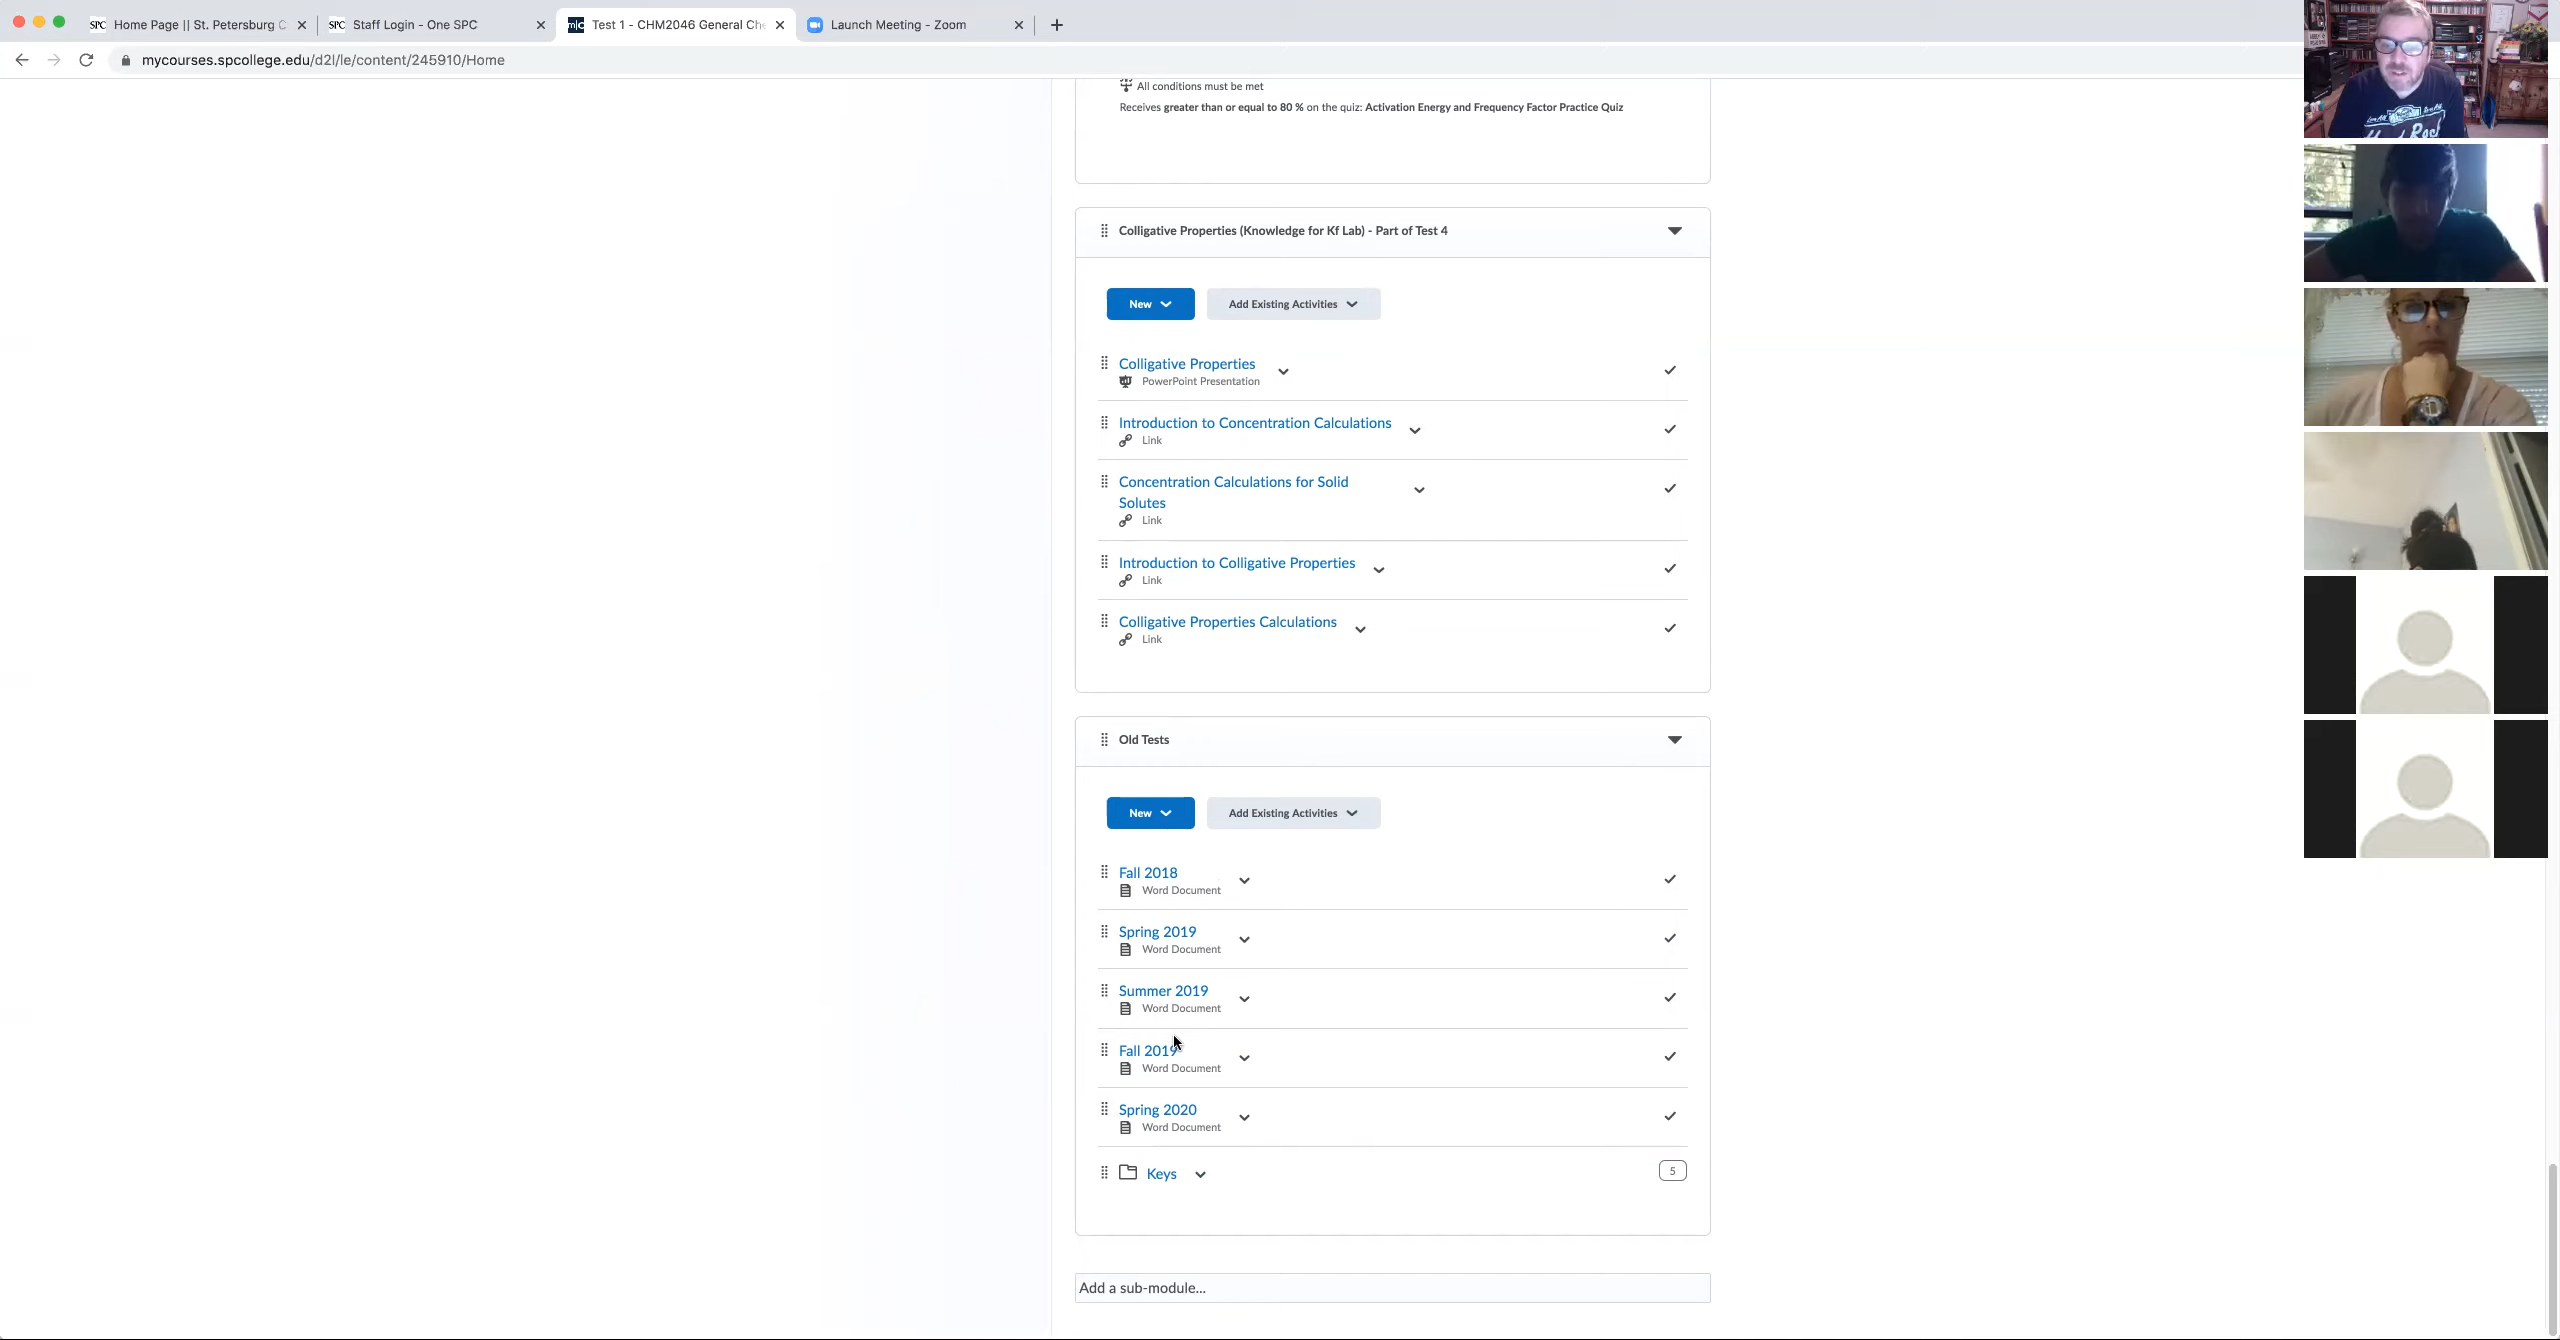 Home Page || St. Petersburg C
Staff Login - One SPC
Test 1 - CHM2046 General Che
Launch Meeting - Zoom
mycourses.spcollege.edu/d2l/le/content/245910/Home
All conditions must be met
Receives greater than or equal to 80 % on the quiz: Activation Energy and Frequency Factor Practice Quiz
Colligative Properties (Knowledge for Kf Lab) - Part of Test 4
New
Add Existing Activities
Colligative Properties
PowerPoint Presentation
Introduction to Concentration Calculations
Link
Concentration Calculations for Solid
Solutes
Link
Introduction to Colligative Properties
Link
Colligative Properties Calculations
Link
Old Tests
New
Add Existing Activities
Fall 2018
Word Document
Spring 2019
Word Document
Summer 2019
Word Document
Fall 2019
Word Document
Spring 2020
Word Document
Keys
5
Add a sub-module...